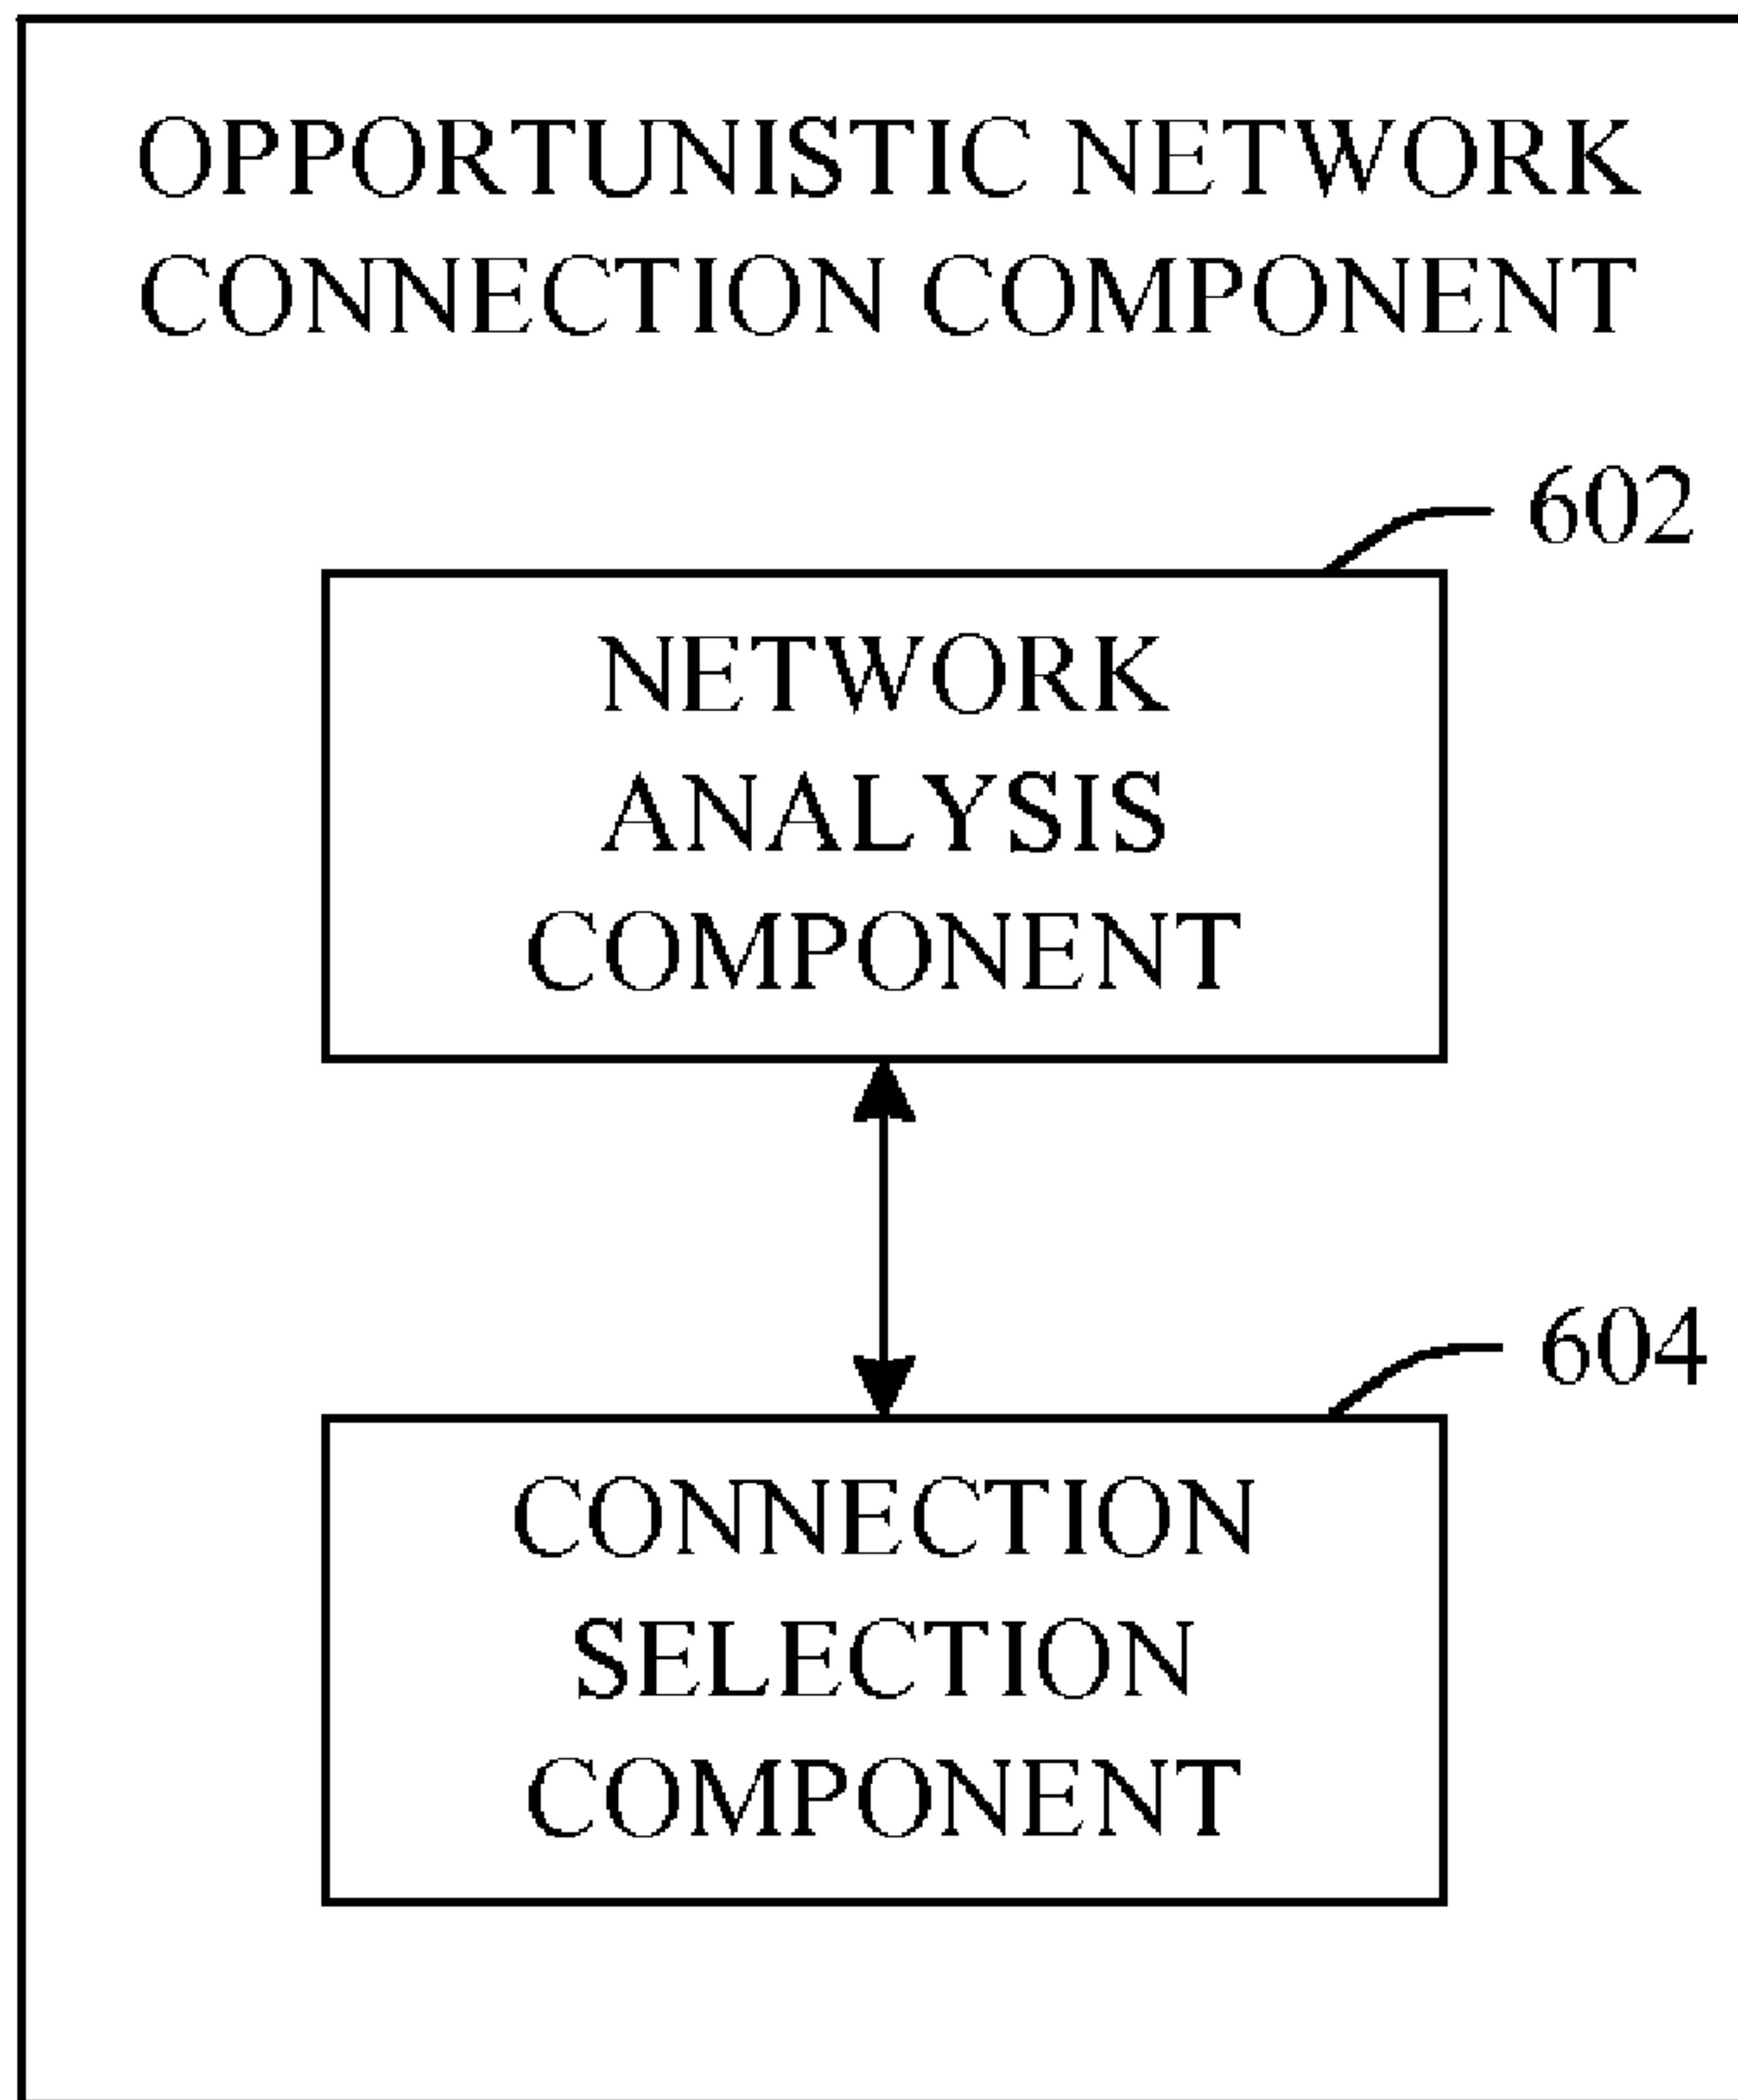 OPPORTUNISTIC NETWORK
CONNECTION COMPONENT
602
NETWORK
ANALYSIS
COMPONENT
604
CONNECTION
SELECTION
COMPONENT